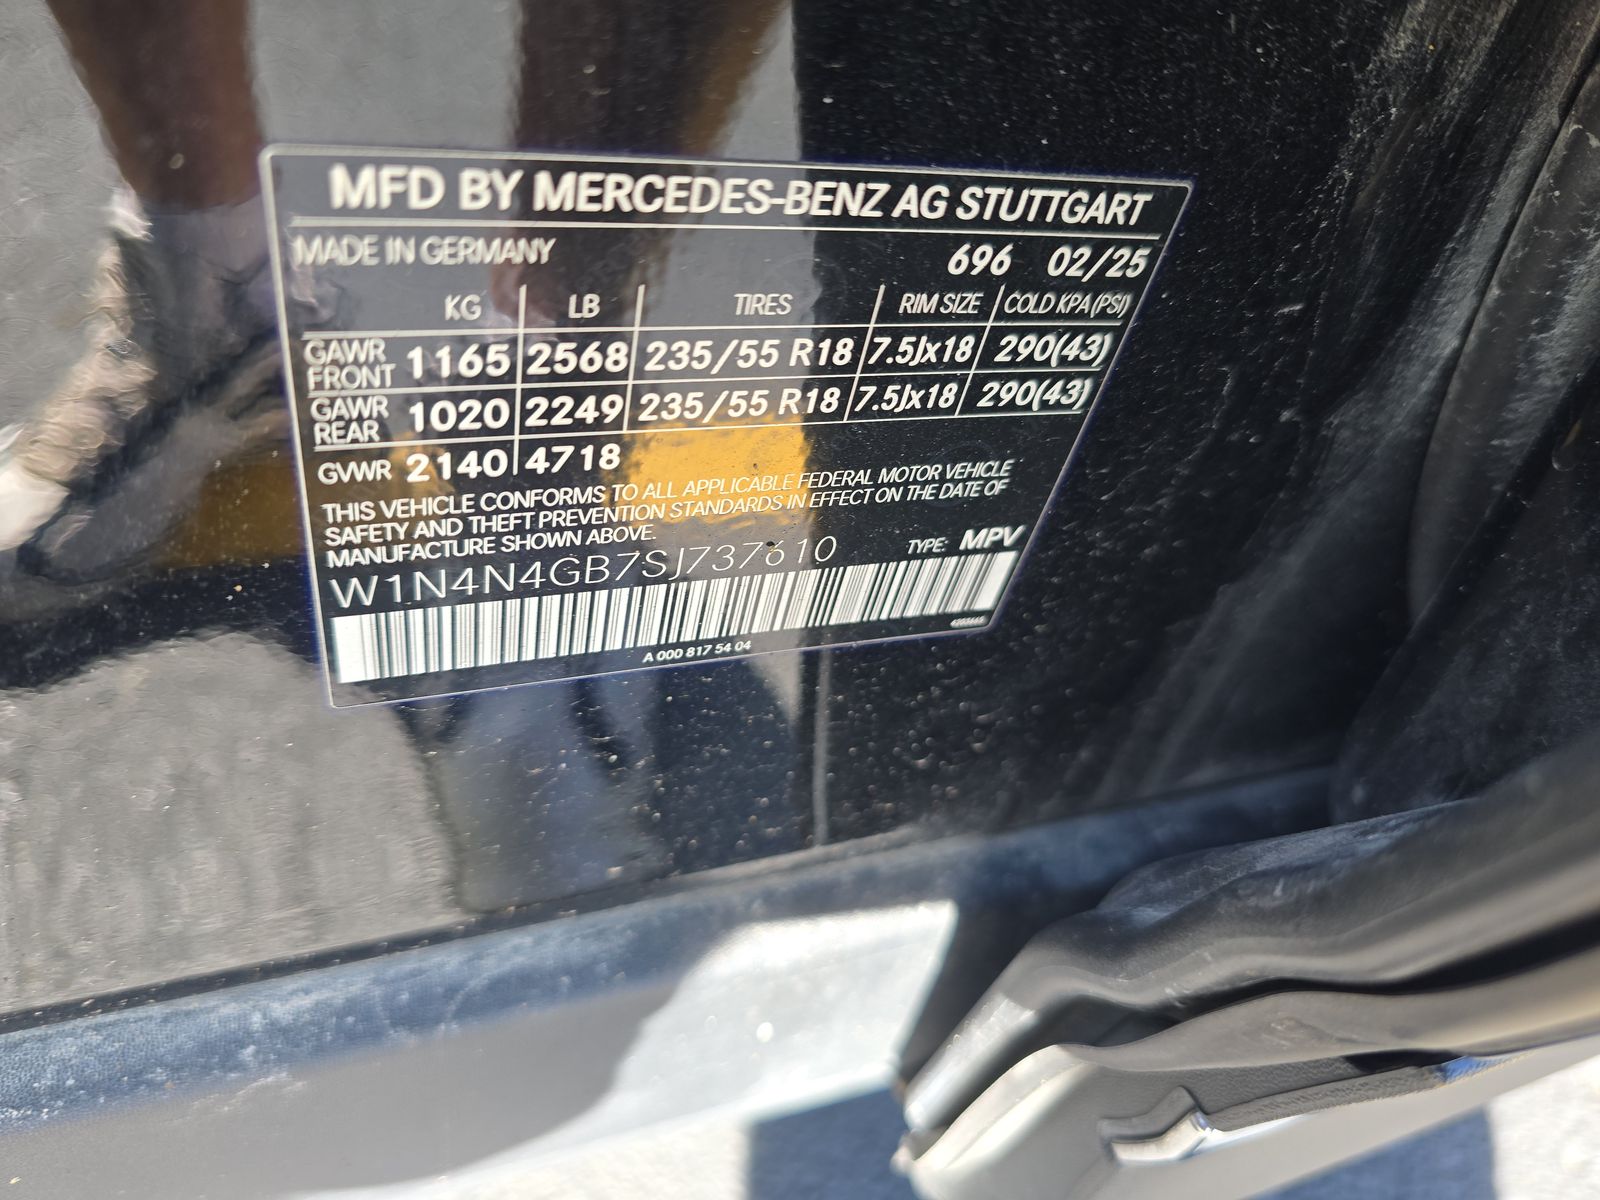 MFD BY MERCEDES-BENZ AG STUTTGART
MADE IN GERMANY 696 02/25
KG LB TIRES RIM SIZE COLD KPA (PSI)
GAWR FRONT 1165 2568 235/55 R18 7.5Jx18 290(43)
GAWR REAR 1020 2249 235/55 R18 7.5Jx18 290(43)
GVWR 2140 4718
THIS VEHICLE CONFORMS TO ALL APPLICABLE FEDERAL MOTOR VEHICLE
SAFETY AND THEFT PREVENTION STANDARDS IN EFFECT ON THE DATE OF
MANUFACTURE SHOWN ABOVE.
W1N4N4GB7SJ737610 TYPE: MPV
A 000 817 54 04